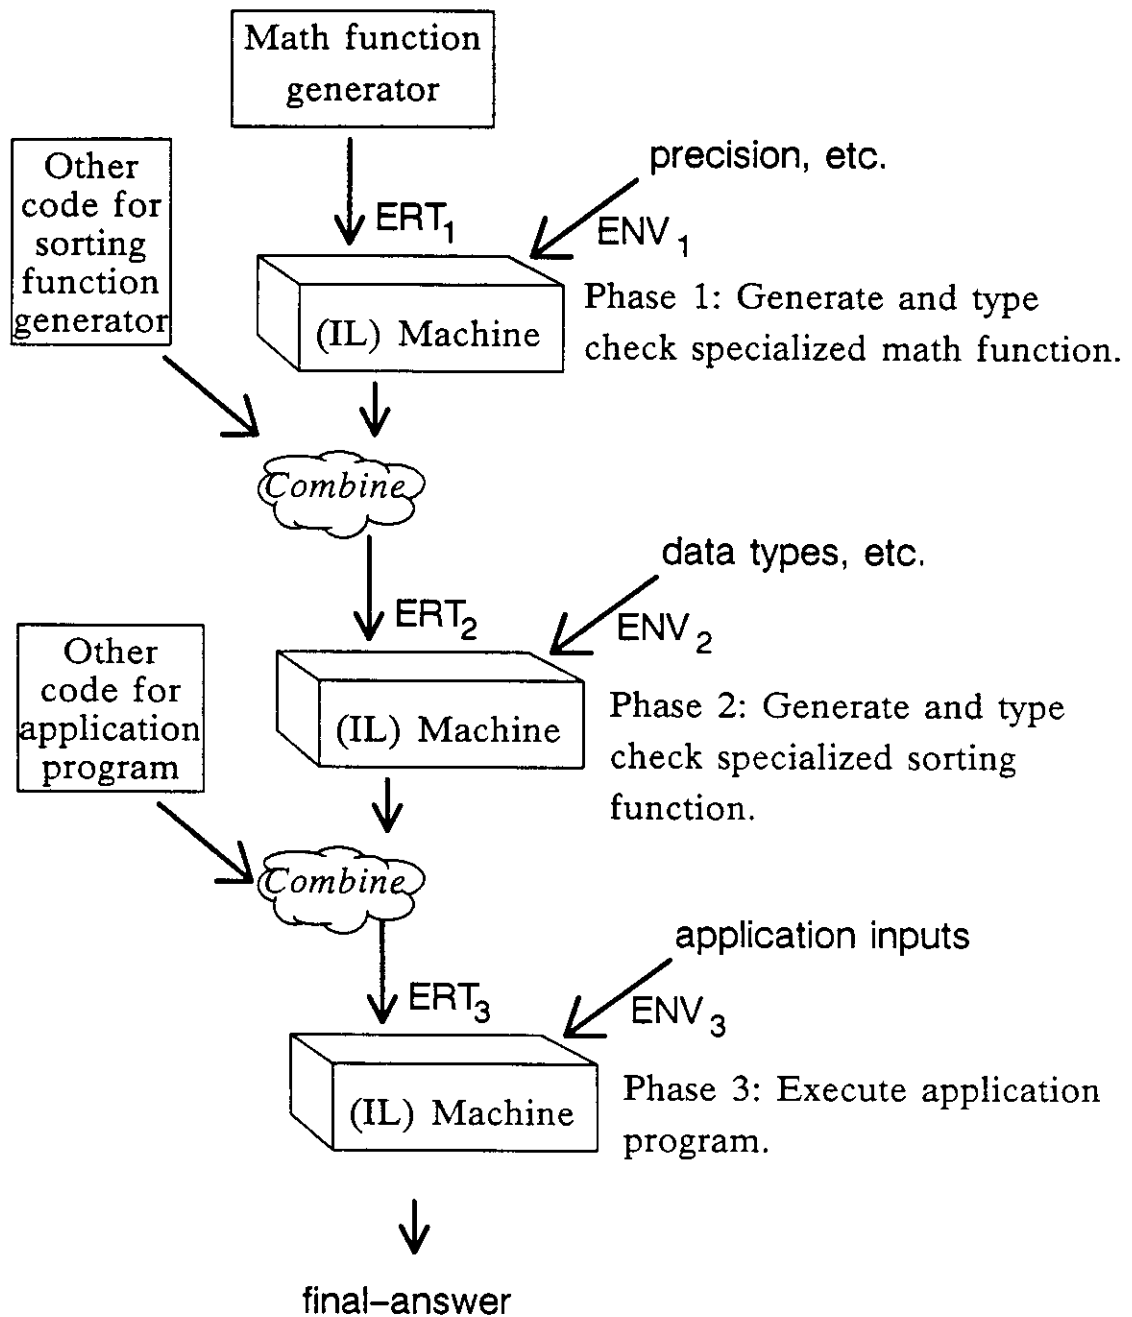 Math function
generator
Other
code for
sorting
function
generator
precision, etc.
ERT1
ENV1
(IL) Machine
Phase 1: Generate and type
check specialized math function.
Combine
data types, etc.
ERT2
ENV2
Other
code for
application
program
(IL) Machine
Phase 2: Generate and type
check specialized sorting
function.
Combine
application inputs
ERT3
ENV3
(IL) Machine
Phase 3: Execute application
program.
final–answer